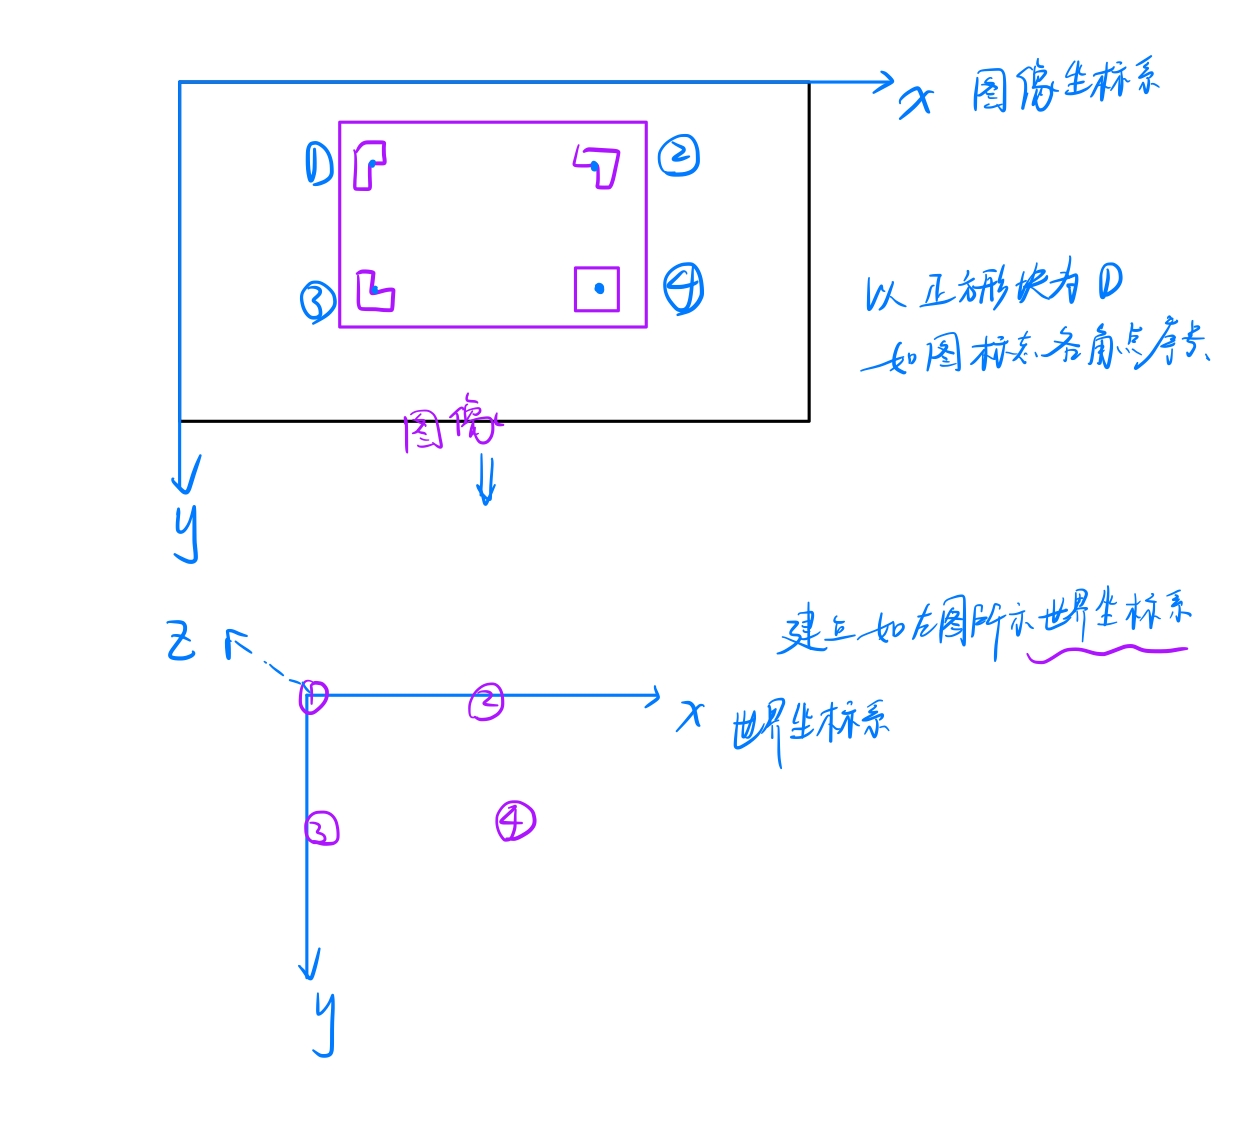 x 图像坐标系
① ②
③ ④
以正方形块为①
如图标志各角点序号、
图像
y
建立如左图所示世界坐标系
z
① ② x 世界坐标系
③ ④
y